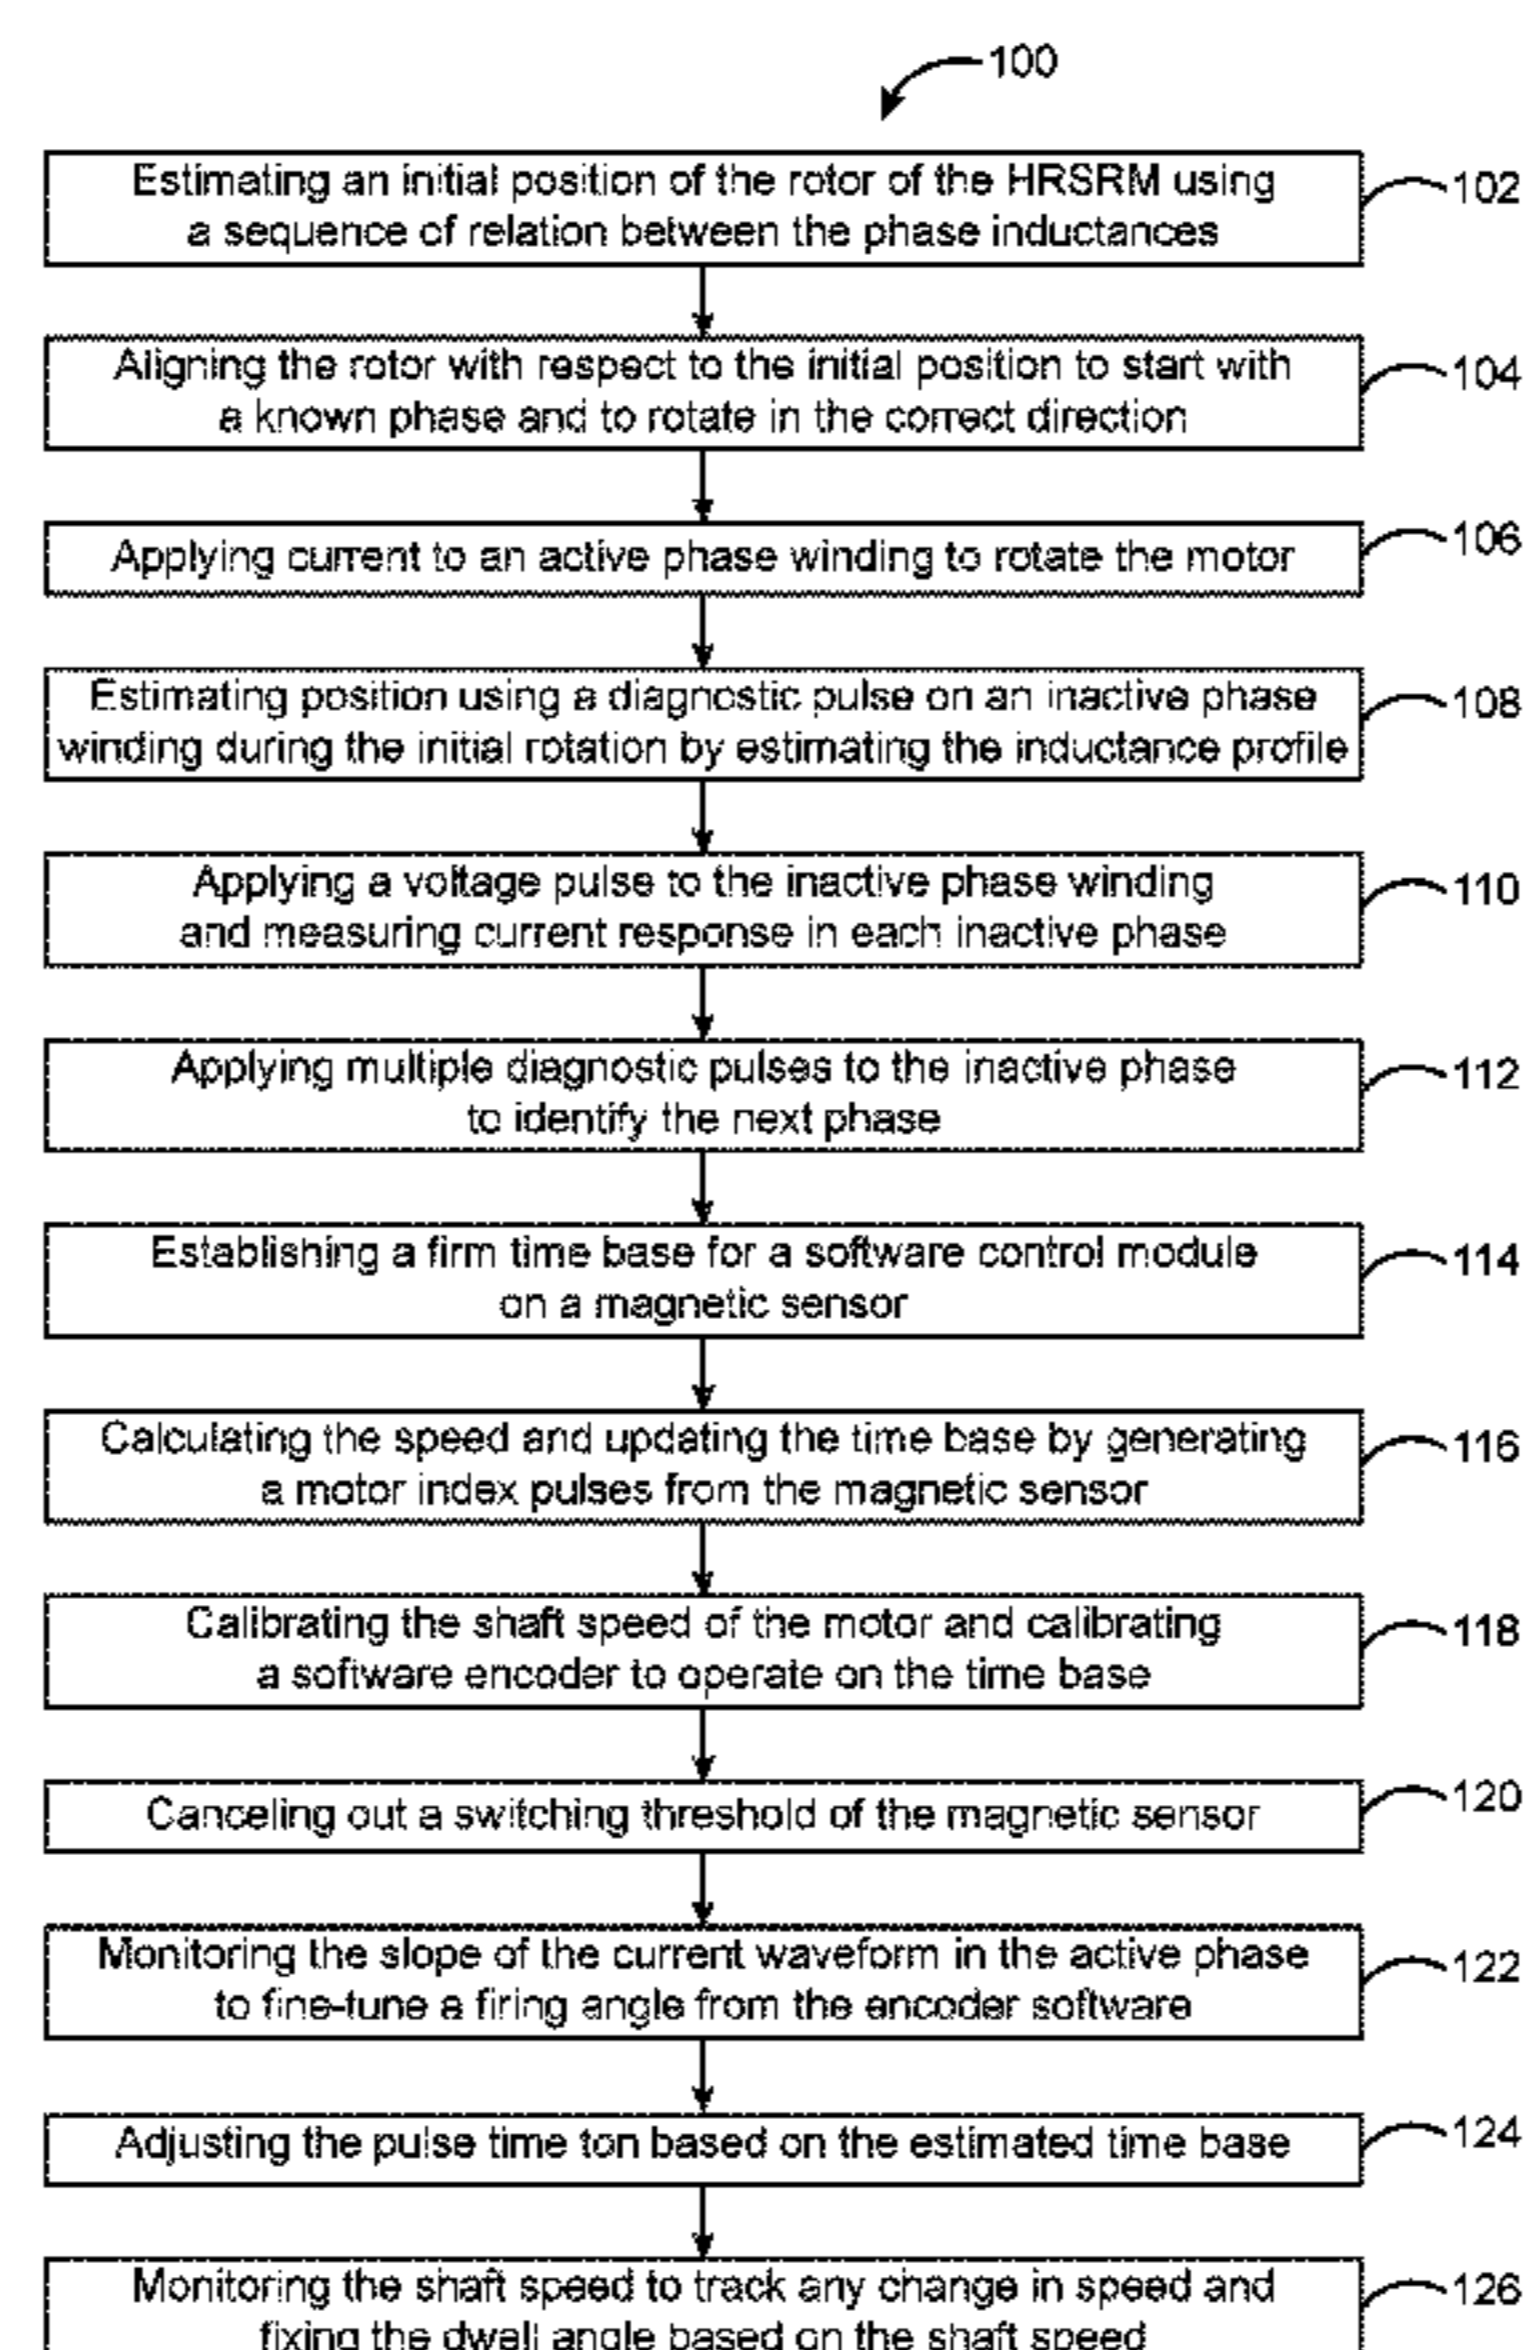 100
Estimating an initial position of the rotor of the HRSRM using
a sequence of relation between the phase inductances
102
Aligning the rotor with respect to the initial position to start with
a known phase and to rotate in the correct direction
104
Applying current to an active phase winding to rotate the motor
106
Estimating position using a diagnostic pulse on an inactive phase
winding during the initial rotation by estimating the inductance profile
108
Applying a voltage pulse to the inactive phase winding
and measuring current response in each inactive phase
110
Applying multiple diagnostic pulses to the inactive phase
to identify the next phase
112
Establishing a firm time base for a software control module
on a magnetic sensor
114
Calculating the speed and updating the time base by generating
a motor index pulses from the magnetic sensor
116
Calibrating the shaft speed of the motor and calibrating
a software encoder to operate on the time base
118
Canceling out a switching threshold of the magnetic sensor
120
Monitoring the slope of the current waveform in the active phase
to fine-tune a firing angle from the encoder software
122
Adjusting the pulse time ton based on the estimated time base
124
Monitoring the shaft speed to track any change in speed and
fixing the dwell angle based on the shaft speed
126